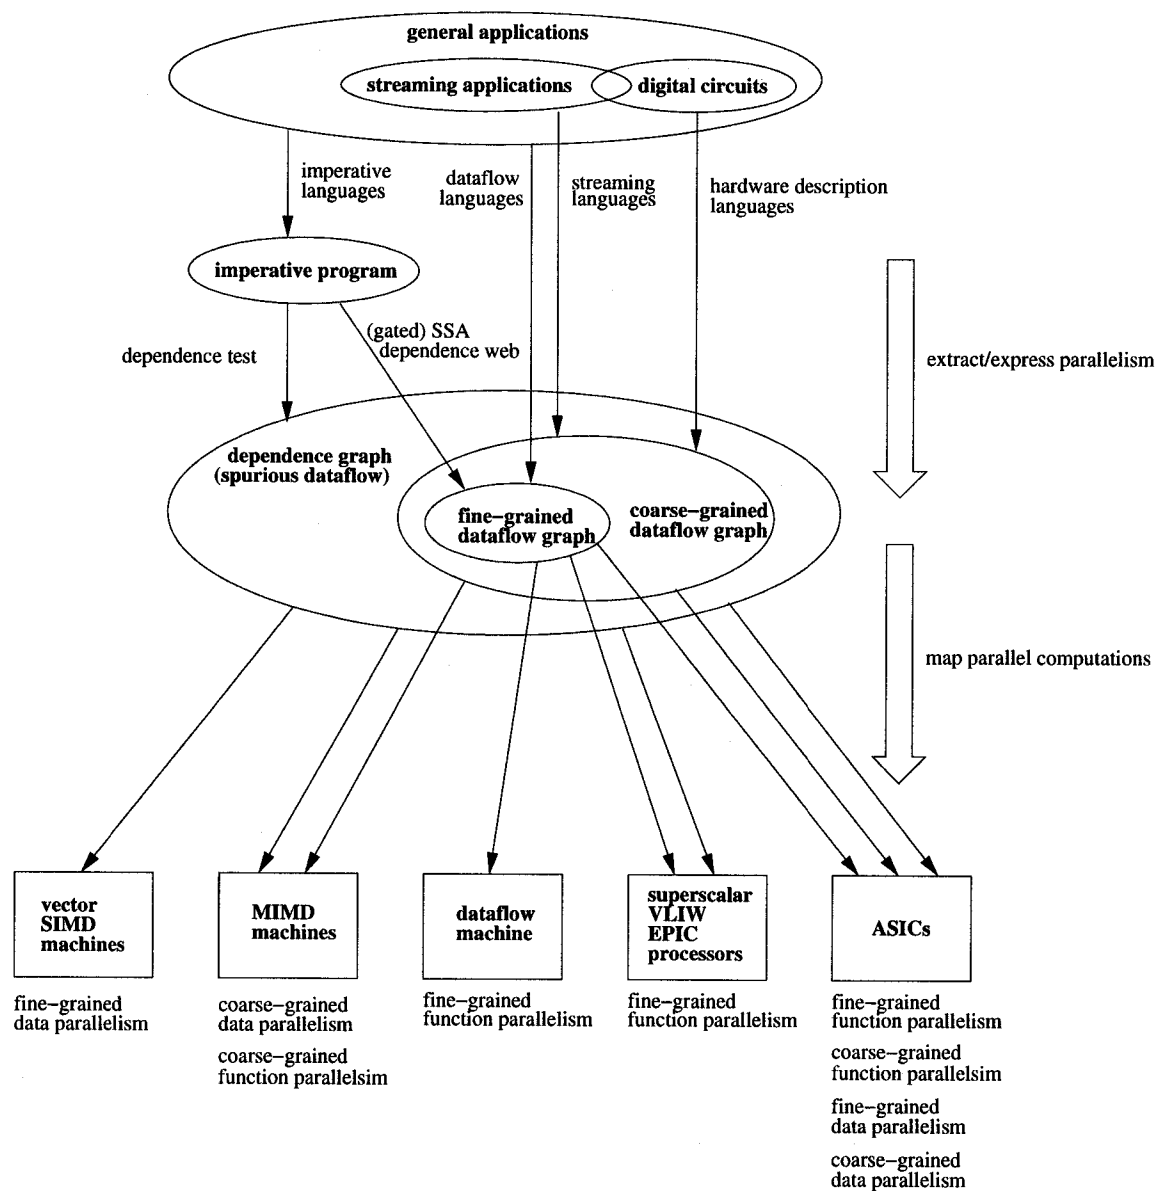 general applications
streaming applications
digital circuits
imperative
languages
dataflow
languages
streaming
languages
hardware description
languages
imperative program
dependence test
(gated) SSA
dependence web
extract/express parallelism
dependence graph
(spurious dataflow)
fine-grained
dataflow graph
coarse-grained
dataflow graph
map parallel computations
vector
SIMD
machines
MIMD
machines
dataflow
machine
superscalar
VLIW
EPIC
processors
ASICs
fine-grained
data parallelism
coarse-grained
data parallelism
coarse-grained
function parallelsim
fine-grained
function parallelism
fine-grained
function parallelism
fine-grained
function parallelism
coarse-grained
function parallelsim
fine-grained
data parallelism
coarse-grained
data parallelism